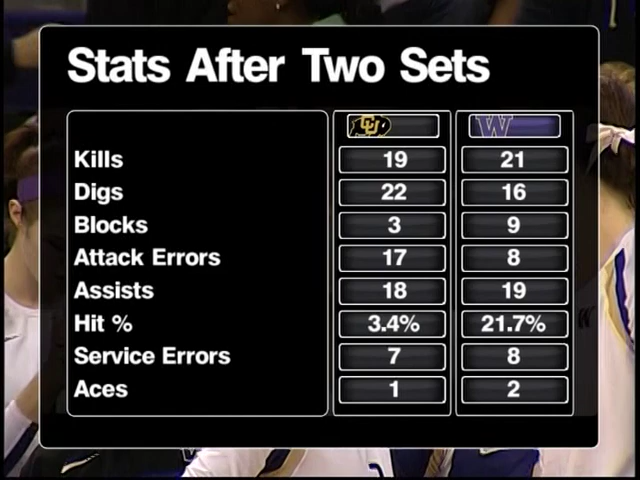 Stats After Two Sets
CU W
Kills 19 21
Digs 22 16
Blocks 3 9
Attack Errors 17 8
Assists 18 19
Hit % 3.4% 21.7%
Service Errors 7 8
Aces 1 2